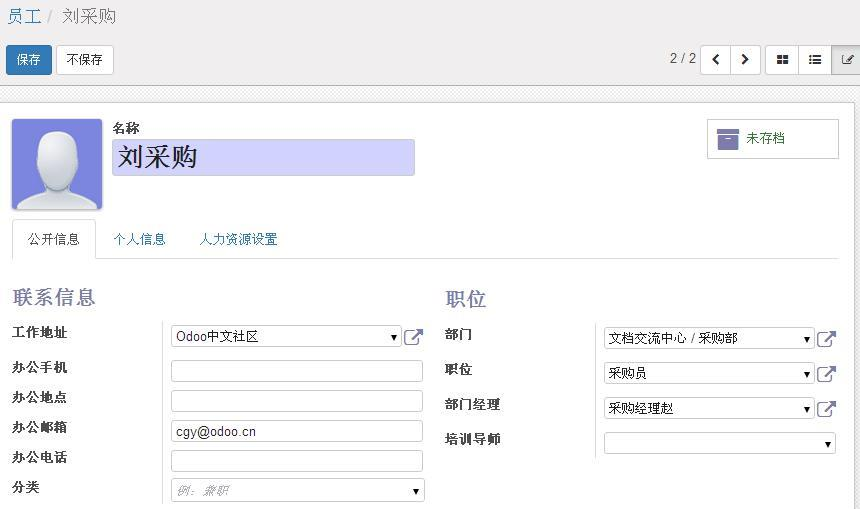 员工 / 刘采购
保存 不保存 2 / 2
名称
刘采购
未存档
公开信息 个人信息 人力资源设置
联系信息
工作地址 Odoo中文社区
办公手机
办公地点
办公邮箱 cgy@odoo.cn
办公电话
分类 例：兼职
职位
部门 文档交流中心 / 采购部
职位 采购员
部门经理 采购经理赵
培训导师